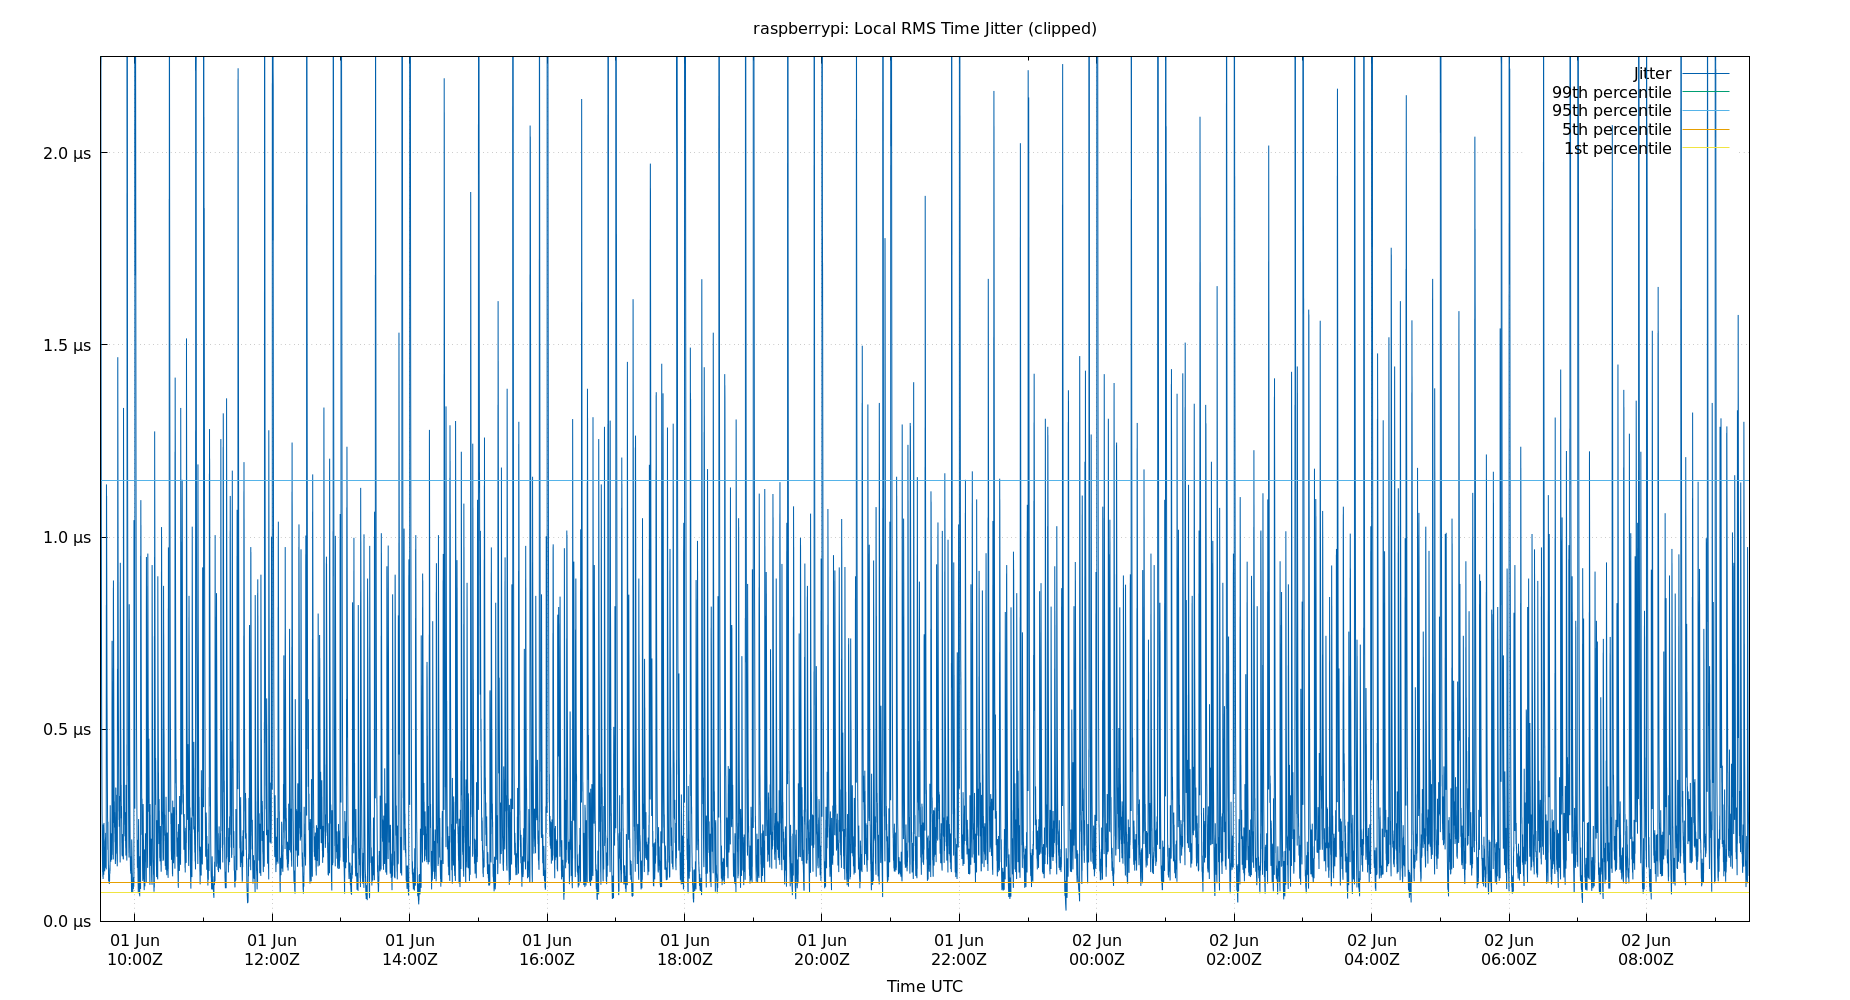 raspberrypi: Local RMS Time Jitter (clipped)
Jitter
99th percentile
95th percentile
5th percentile
1st percentile
2.0 µs
1.5 µs
1.0 µs
0.5 µs
0.0 µs
01 Jun 01 Jun 01 Jun 01 Jun 01 Jun 01 Jun 01 Jun 02 Jun 02 Jun 02 Jun 02 Jun 02 Jun
10:00Z 12:00Z 14:00Z 16:00Z 18:00Z 20:00Z 22:00Z 00:00Z 02:00Z 04:00Z 06:00Z 08:00Z
Time UTC